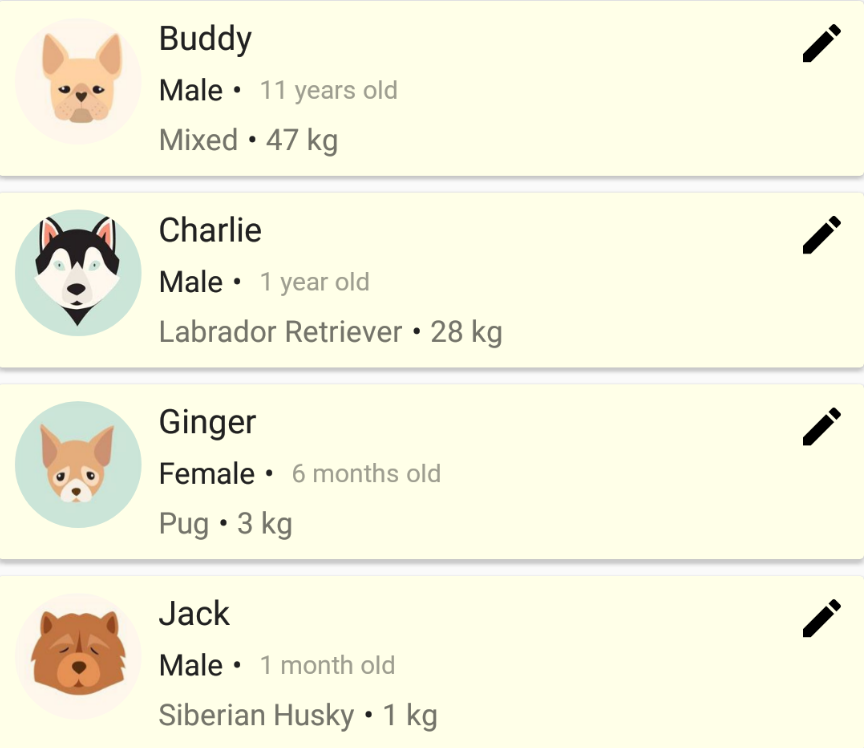 Buddy
Male • 11 years old
Mixed • 47 kg
Charlie
Male • 1 year old
Labrador Retriever • 28 kg
Ginger
Female • 6 months old
Pug • 3 kg
Jack
Male • 1 month old
Siberian Husky • 1 kg